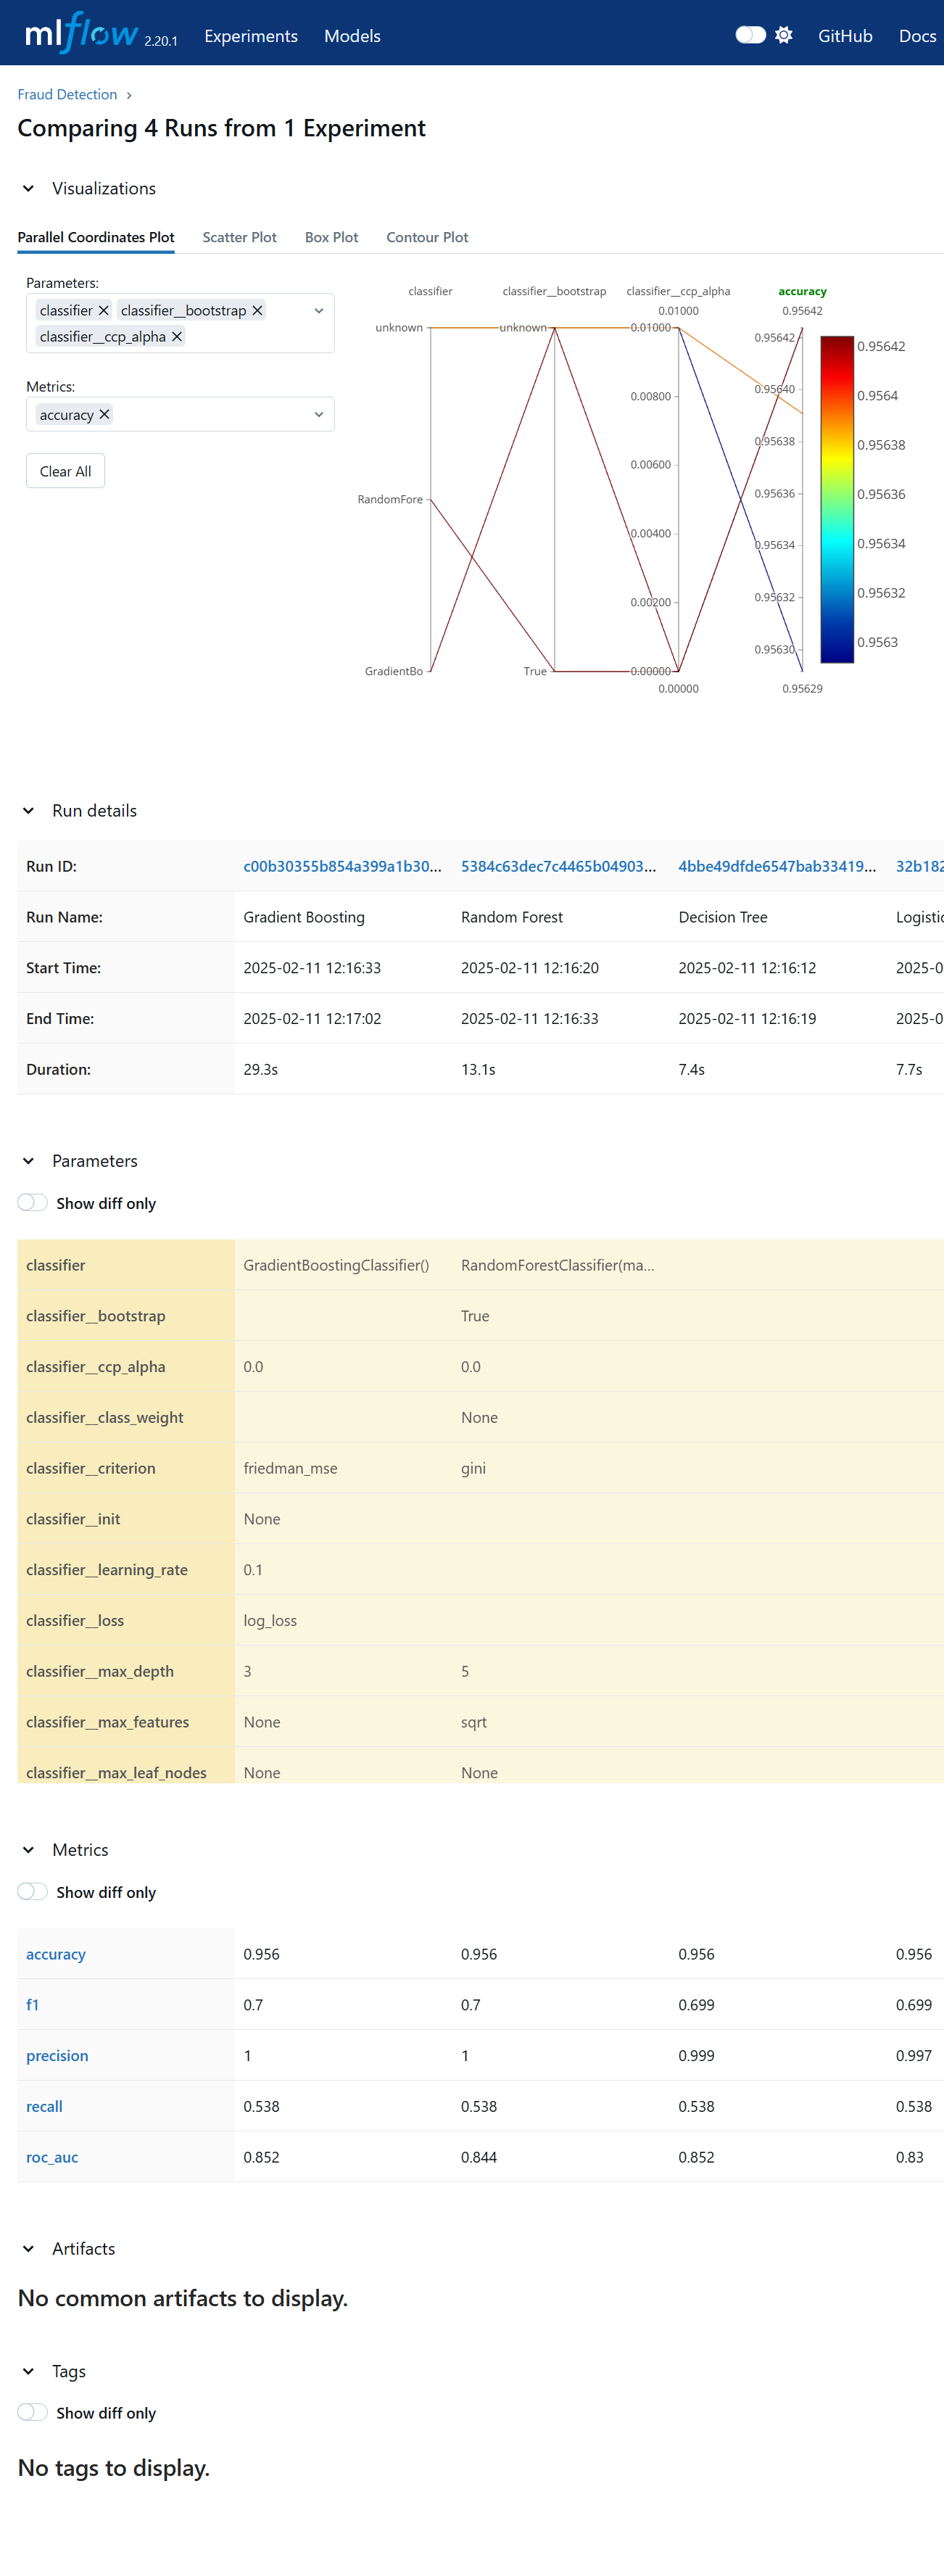 mlflow 2.20.1 Experiments Models GitHub Docs
Fraud Detection
Comparing 4 Runs from 1 Experiment
Visualizations
Parallel Coordinates Plot Scatter Plot Box Plot Contour Plot
Parameters:
classifier classifier__bootstrap
classifier__ccp_alpha
Metrics:
accuracy
Clear All
classifier classifier__bootstrap classifier__ccp_alpha accuracy
0.01000 0.95642
unknown unknown 0.01000 0.95642 0.95642
0.00800 0.95640 0.9564
0.00600 0.95638 0.95638
RandomFore 0.95636 0.95636
0.00400 0.95634 0.95634
0.00200 0.95632 0.95632
0.95630 0.9563
GradientBo True 0.00000
0.00000 0.95629
Run details
Run ID: c00b30355b854a399a1b30... 5384c63dec7c4465b04903... 4bbe49dfde6547bab33419... 32b182
Run Name: Gradient Boosting Random Forest Decision Tree Logistic
Start Time: 2025-02-11 12:16:33 2025-02-11 12:16:20 2025-02-11 12:16:12 2025-0
End Time: 2025-02-11 12:17:02 2025-02-11 12:16:33 2025-02-11 12:16:19 2025-0
Duration: 29.3s 13.1s 7.4s 7.7s
Parameters
Show diff only
classifier GradientBoostingClassifier() RandomForestClassifier(ma...
classifier__bootstrap True
classifier__ccp_alpha 0.0 0.0
classifier__class_weight None
classifier__criterion friedman_mse gini
classifier__init None
classifier__learning_rate 0.1
classifier__loss log_loss
classifier__max_depth 3 5
classifier__max_features None sqrt
classifier__max_leaf_nodes None None
Metrics
Show diff only
accuracy 0.956 0.956 0.956 0.956
f1 0.7 0.7 0.699 0.699
precision 1 1 0.999 0.997
recall 0.538 0.538 0.538 0.538
roc_auc 0.852 0.844 0.852 0.83
Artifacts
No common artifacts to display.
Tags
Show diff only
No tags to display.